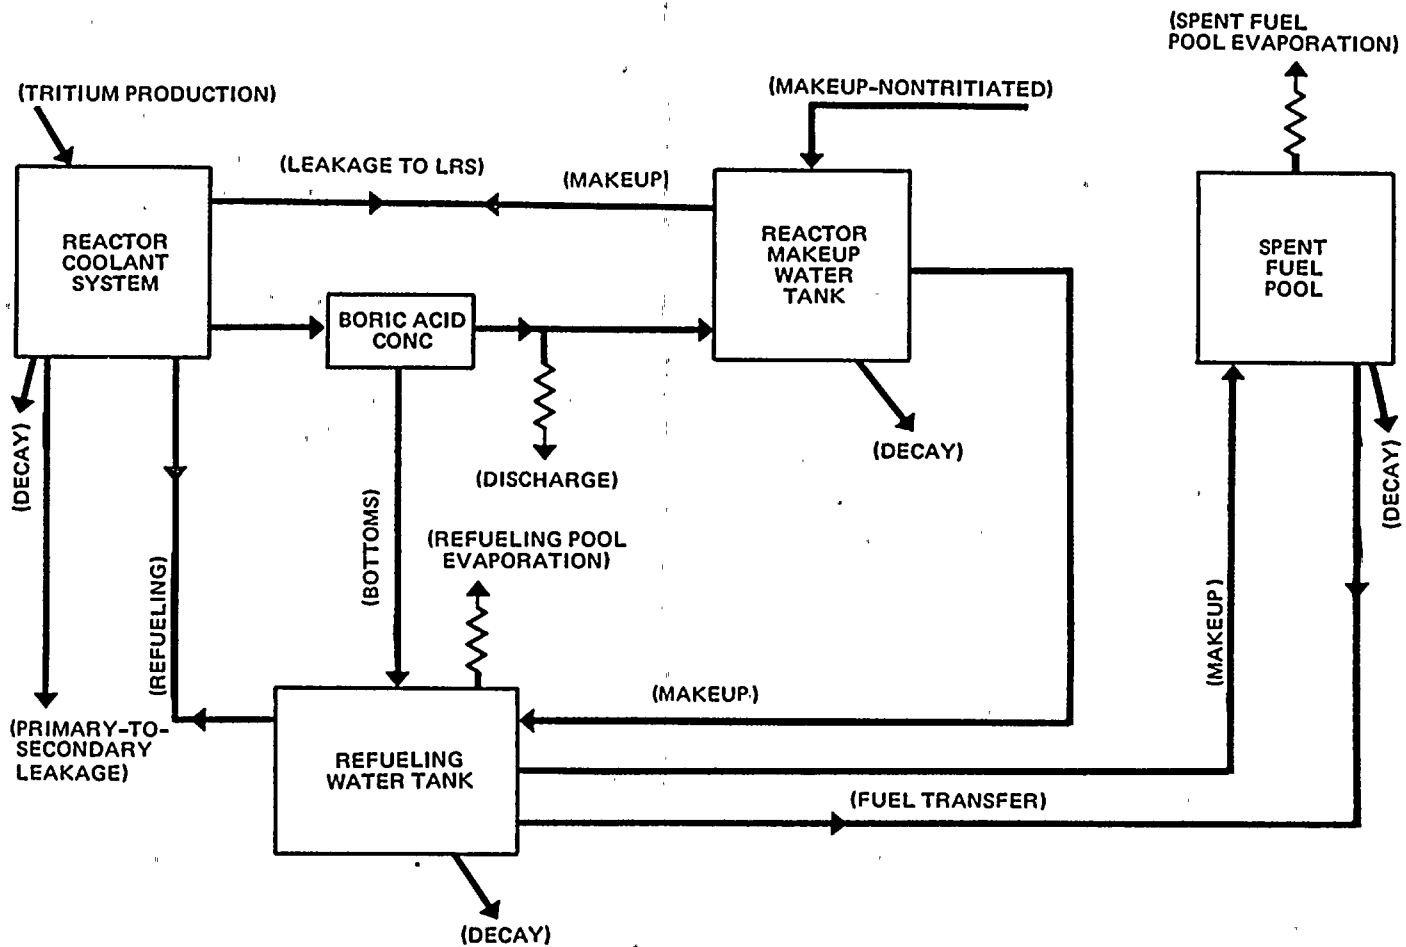 (SPENT FUEL
POOL EVAPORATION)
(TRITIUM PRODUCTION)
(MAKEUP-NONTRITIATED)
(LEAKAGE TO LRS)
(MAKEUP)
REACTOR
COOLANT
SYSTEM
REACTOR
MAKEUP
WATER
TANK
SPENT
FUEL
POOL
BORIC ACID
CONC
(DECAY)
(DISCHARGE)
(DECAY)
(DECAY)
(BOTTOMS)
(REFUELING POOL
EVAPORATION)
(REFUELING)
(MAKEUP)
(MAKEUP)
(PRIMARY-TO-
SECONDARY
LEAKAGE)
REFUELING
WATER TANK
(FUEL TRANSFER)
(DECAY)